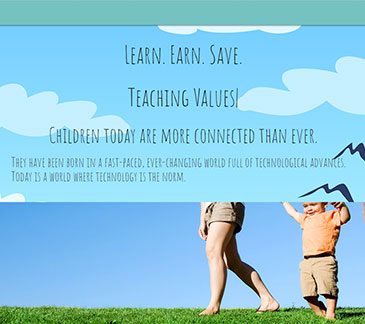 Learn. Earn. Save.
Teaching Values|
Children today are more connected than ever.
They have been born in a fast-paced, ever-changing world full of technological advances.
Today is a world where technology is the norm.